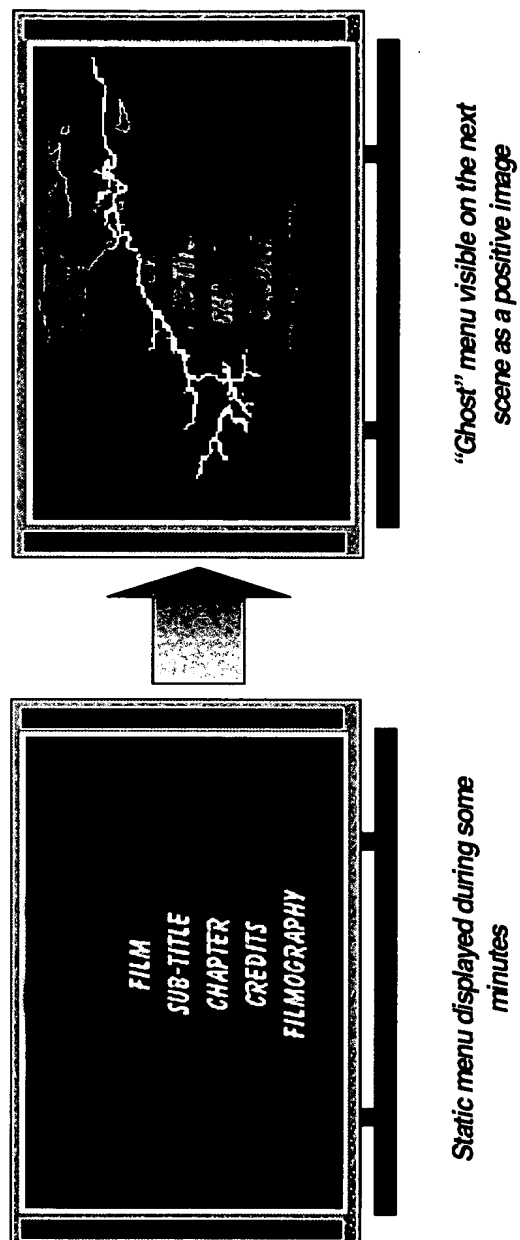 FILM
SUB-TITLE
CHAPTER
CREDITS
FILMOGRAPHY
Static menu displayed during some
minutes
"Ghost" menu visible on the next
scene as a positive image